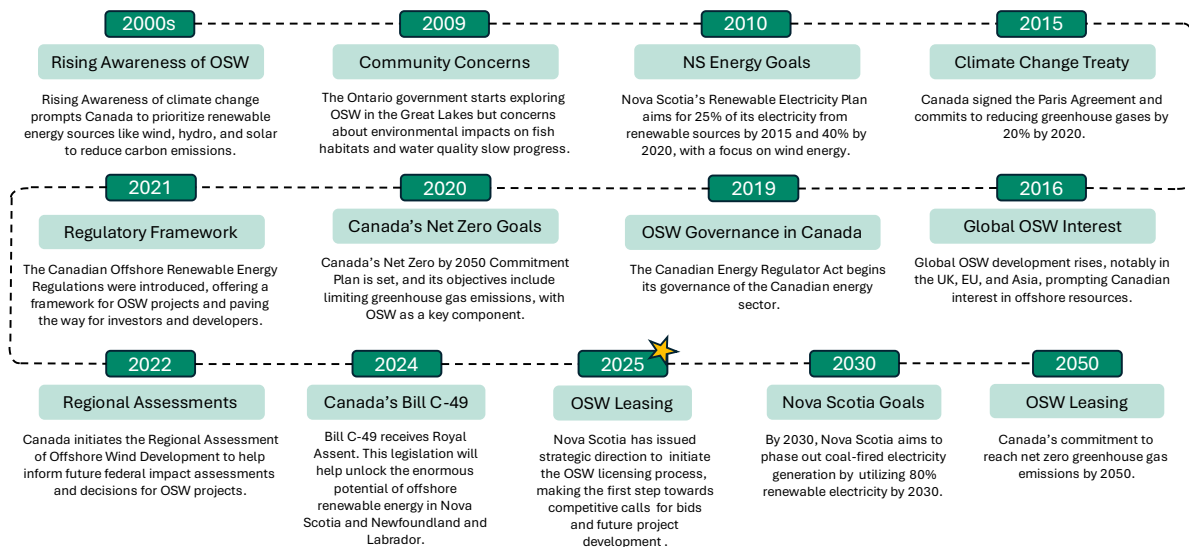 2000s
Rising Awareness of OSW
Rising Awareness of climate change
prompts Canada to prioritize renewable
energy sources like wind, hydro, and solar
to reduce carbon emissions.
2009
Community Concerns
The Ontario government starts exploring
OSW in the Great Lakes but concerns
about environmental impacts on fish
habitats and water quality slow progress.
2010
NS Energy Goals
Nova Scotia's Renewable Electricity Plan
aims for 25% of its electricity from
renewable sources by 2015 and 40% by
2020, with a focus on wind energy.
2015
Climate Change Treaty
Canada signed the Paris Agreement and
commits to reducing greenhouse gases by
20% by 2020.
2016
Global OSW Interest
Global OSW development rises, notably in
the UK, EU, and Asia, prompting Canadian
interest in offshore resources.
2019
OSW Governance in Canada
The Canadian Energy Regulator Act begins
its governance of the Canadian energy
sector.
2020
Canada's Net Zero Goals
Canada's Net Zero by 2050 Commitment
Plan is set, and its objectives include
limiting greenhouse gas emissions, with
OSW as a key component.
2021
Regulatory Framework
The Canadian Offshore Renewable Energy
Regulations were introduced, offering a
framework for OSW projects and paving
the way for investors and developers.
2022
Regional Assessments
Canada initiates the Regional Assessment
of Offshore Wind Development to help
inform future federal impact assessments
and decisions for OSW projects.
2024
Canada's Bill C-49
Bill C-49 receives Royal
Assent. This legislation will
help unlock the enormous
potential of offshore
renewable energy in Nova
Scotia and Newfoundland and
Labrador.
2025
OSW Leasing
Nova Scotia has issued
strategic direction to initiate
the OSW licensing process,
making the first step towards
competitive calls for bids
and future project
development .
2030
Nova Scotia Goals
By 2030, Nova Scotia aims to
phase out coal-fired electricity
generation by utilizing 80%
renewable electricity by 2030.
2050
OSW Leasing
Canada's commitment to
reach net zero greenhouse gas
emissions by 2050.